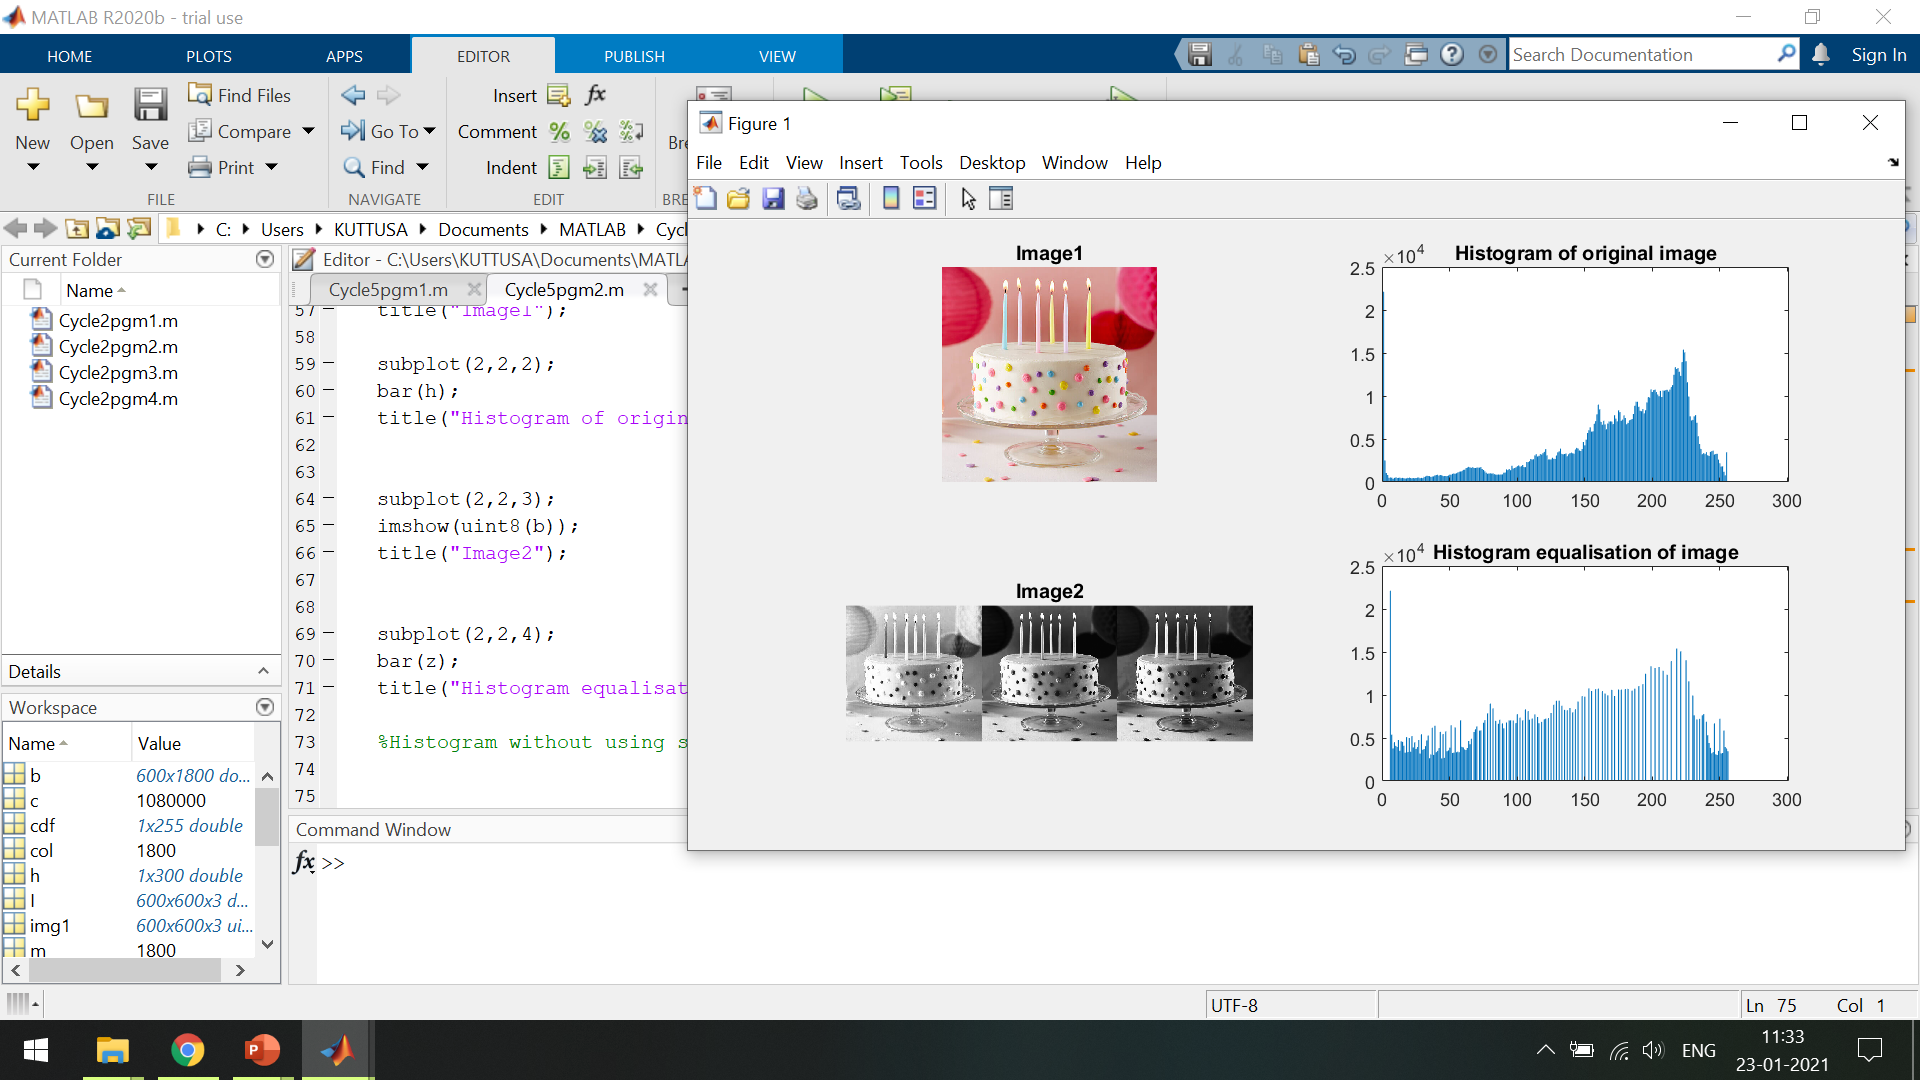 MATLAB R2020b - trial use
HOME PLOTS APPS EDITOR PUBLISH VIEW
Search Documentation
Sign In
New Open Save
Find Files
Compare
Print
FILE
Go To
Find
NAVIGATE
Insert fx
Comment
Indent
EDIT
Bre
BRE
C: Users KUTTUSA Documents MATLAB Cycl
Current Folder
Name
Cycle2pgm1.m
Cycle2pgm2.m
Cycle2pgm3.m
Cycle2pgm4.m
Details
Workspace
Name Value
b 600x1800 do...
c 1080000
cdf 1x255 double
col 1800
h 1x300 double
I 600x600x3 d...
img1 600x600x3 ui...
m 1800
Editor - C:\Users\KUTTUSA\Documents\MATLA
Cycle5pgm1.m Cycle5pgm2.m
57 title("Image1");
58
59 subplot(2,2,2);
60 bar(h);
61 title("Histogram of origin
62
63
64 subplot(2,2,3);
65 imshow(uint8(b));
66 title("Image2");
67
68
69 subplot(2,2,4);
70 bar(z);
71 title("Histogram equalisat
72
73 %Histogram without using s
74
75
Command Window
fx >>
Figure 1
File Edit View Insert Tools Desktop Window Help
Image1
×10^4 Histogram of original image
2.5
2
1.5
1
0.5
0
0 50 100 150 200 250 300
Image2
×10^4 Histogram equalisation of image
2.5
2
1.5
1
0.5
0
0 50 100 150 200 250 300
UTF-8
Ln 75 Col 1
ENG
11:33
23-01-2021